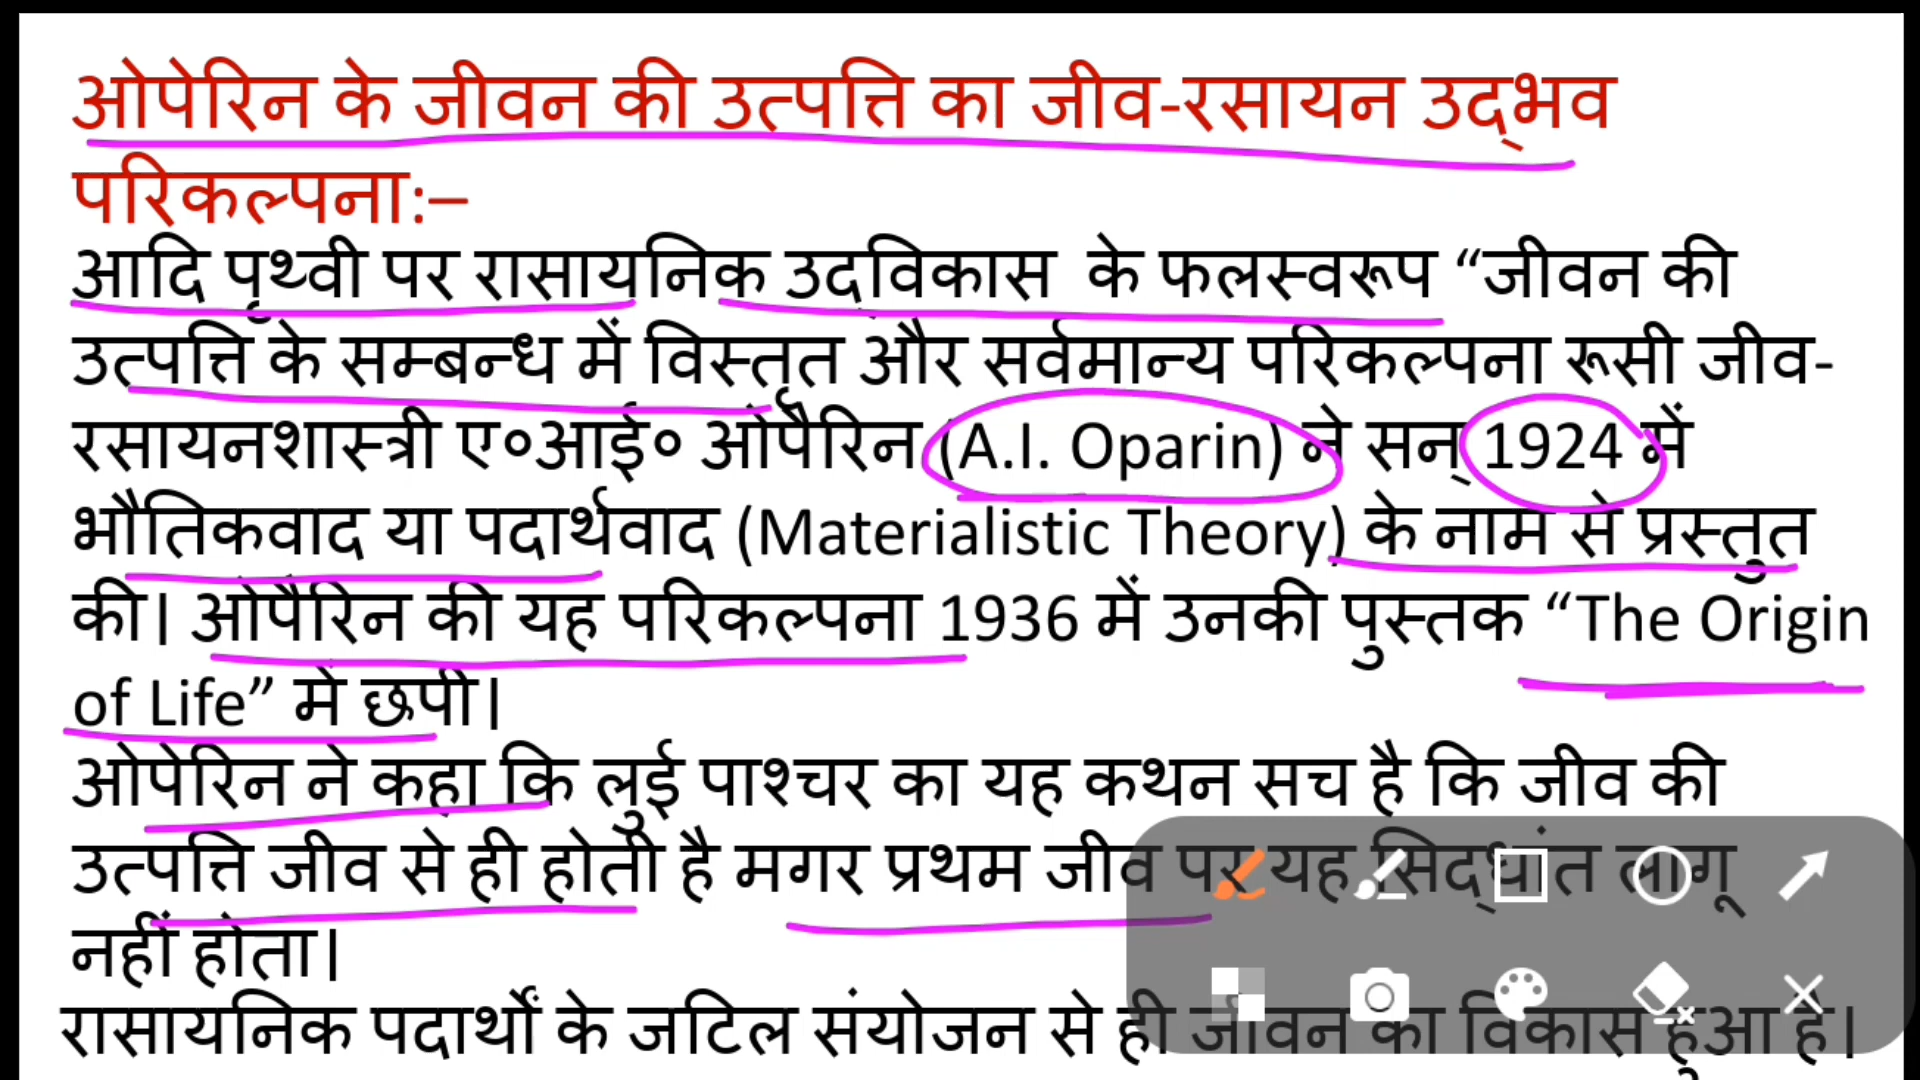 ओपेरिन के जीवन की उत्पत्ति का जीव-रसायन उद्भव
परिकल्पना:–
आदि पृथ्वी पर रासायनिक उद्विकास के फलस्वरूप “जीवन की
उत्पत्ति के सम्बन्ध में विस्तृत और सर्वमान्य परिकल्पना रूसी जीव-
रसायनशास्त्री ए०आई० ओपैरिन (A.I. Oparin) ने सन् 1924 में
भौतिकवाद या पदार्थवाद (Materialistic Theory) के नाम से प्रस्तुत
की। ओपैरिन की यह परिकल्पना 1936 में उनकी पुस्तक “The Origin
of Life” में छपी।
ओपेरिन ने कहा कि लुई पाश्चर का यह कथन सच है कि जीव की
उत्पत्ति जीव से ही होती है मगर प्रथम जीव पर यह सिद्धांत लागू
नहीं होता।
रासायनिक पदार्थों के जटिल संयोजन से ही जीवन का विकास हुआ है।